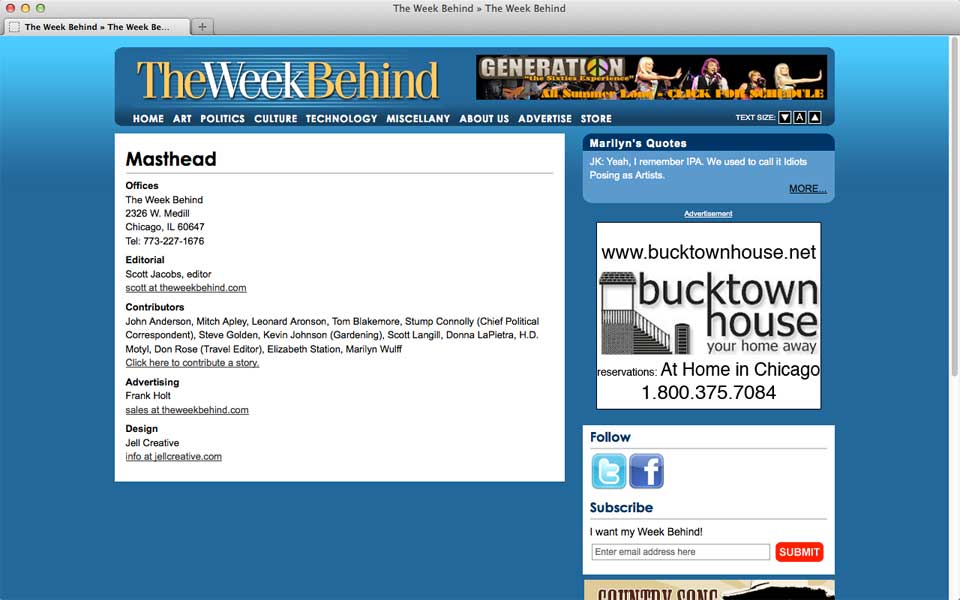 The Week Behind » The Week Behind
The Week Behind » The Week Be...
TheWeekBehind
GENERATION
"the Sixties Experience"
All Summer Long - CLICK FOR SCHEDULE
HOME ART POLITICS CULTURE TECHNOLOGY MISCELLANY ABOUT US ADVERTISE STORE
TEXT SIZE: ▼ A ▲
Masthead
Offices
The Week Behind
2326 W. Medill
Chicago, IL 60647
Tel: 773-227-1676
Editorial
Scott Jacobs, editor
scott at theweekbehind.com
Contributors
John Anderson, Mitch Apley, Leonard Aronson, Tom Blakemore, Stump Connolly (Chief Political
Correspondent), Steve Golden, Kevin Johnson (Gardening), Scott Langill, Donna LaPietra, H.D.
Motyl, Don Rose (Travel Editor), Elizabeth Station, Marilyn Wulff
Click here to contribute a story.
Advertising
Frank Holt
sales at theweekbehind.com
Design
Jell Creative
info at jellcreative.com
Marilyn's Quotes
JK: Yeah, I remember IPA. We used to call it Idiots
Posing as Artists.
MORE...
Advertisement
www.bucktownhouse.net
bucktown
house
your home away
reservations: At Home in Chicago
1.800.375.7084
Follow
Subscribe
I want my Week Behind!
Enter email address here
SUBMIT
COUNTRY SONG